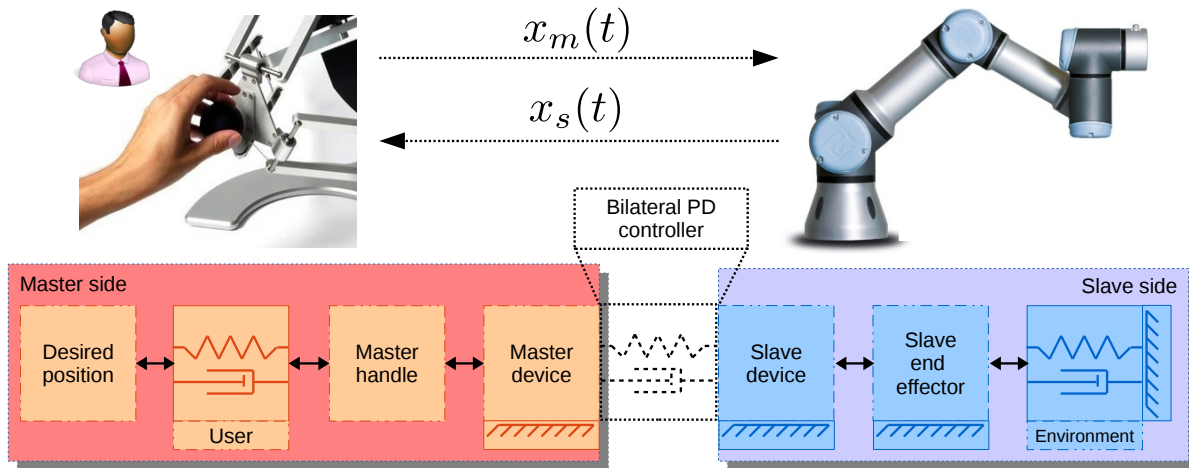 x_m(t)
x_s(t)
Bilateral PD
controller
Master side
Slave side
Desired
position
User
Master
handle
Master
device
Slave
device
Slave
end
effector
Environment